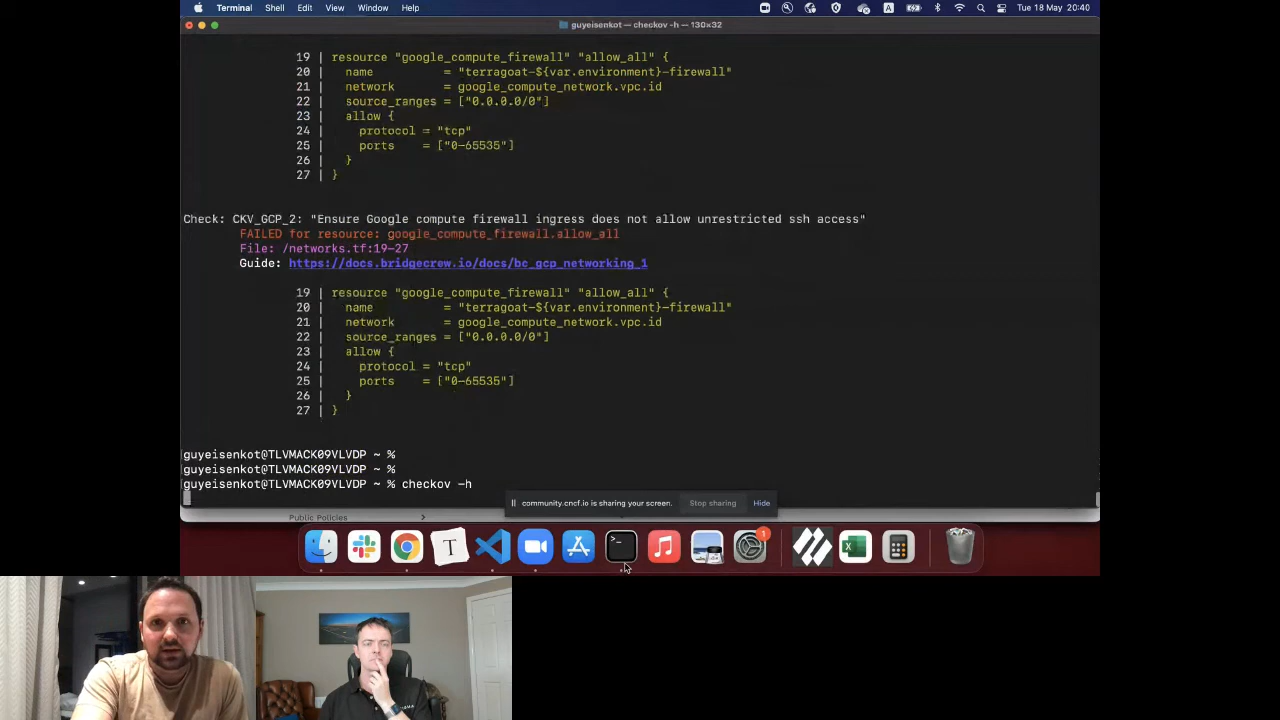 Terminal Shell Edit View Window Help
A
Tue 18 May 20:40
guyeisenkot — checkov -h — 130×32
19 | resource "google_compute_firewall" "allow_all" {
20 | name = "terragoat-${var.environment}-firewall"
21 | network = google_compute_network.vpc.id
22 | source_ranges = ["0.0.0.0/0"]
23 | allow {
24 | protocol = "tcp"
25 | ports = ["0-65535"]
26 | }
27 | }
Check: CKV_GCP_2: "Ensure Google compute firewall ingress does not allow unrestricted ssh access"
FAILED for resource: google_compute_firewall.allow_all
File: /networks.tf:19-27
Guide: https://docs.bridgecrew.io/docs/bc_gcp_networking_1
19 | resource "google_compute_firewall" "allow_all" {
20 | name = "terragoat-${var.environment}-firewall"
21 | network = google_compute_network.vpc.id
22 | source_ranges = ["0.0.0.0/0"]
23 | allow {
24 | protocol = "tcp"
25 | ports = ["0-65535"]
26 | }
27 | }
guyeisenkot@TLVMACK09VLVDP ~ %
guyeisenkot@TLVMACK09VLVDP ~ %
guyeisenkot@TLVMACK09VLVDP ~ % checkov -h
community.cncf.io is sharing your screen. Stop sharing Hide
Public Policies
T
>_
1